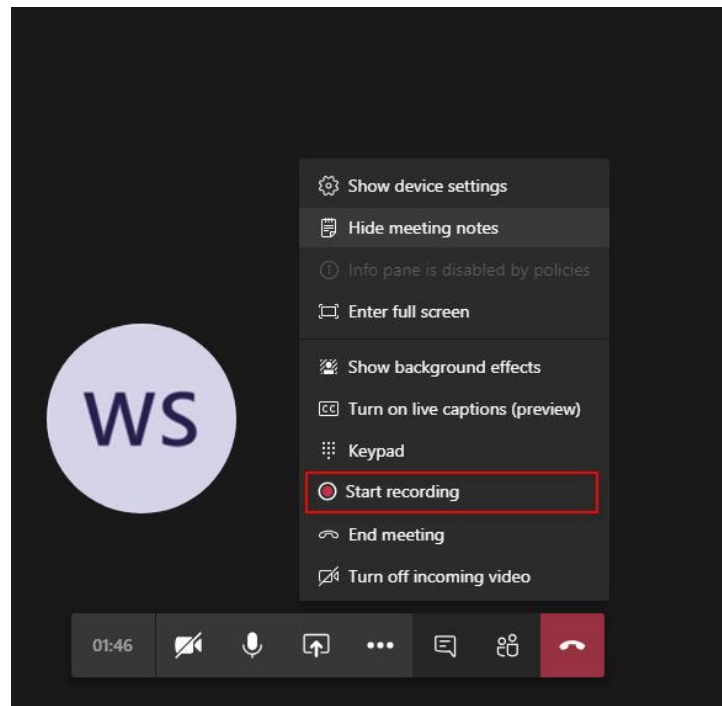 Show device settings
Hide meeting notes
Info pane is disabled by policies
Enter full screen
WS
Show background effects
CC Turn on live captions (preview)
Keypad
Start recording
End meeting
Turn off incoming video
01:46